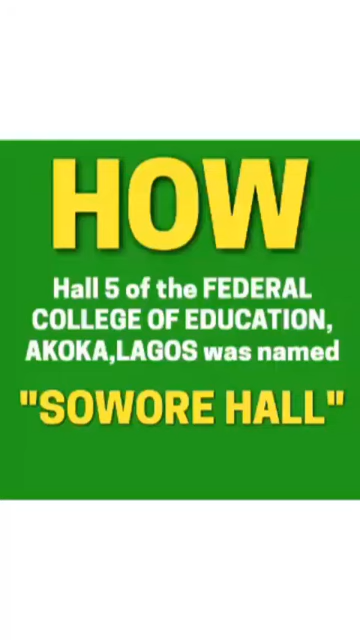 HOW
Hall 5 of the FEDERAL
COLLEGE OF EDUCATION,
AKOKA,LAGOS was named
"SOWORE HALL"